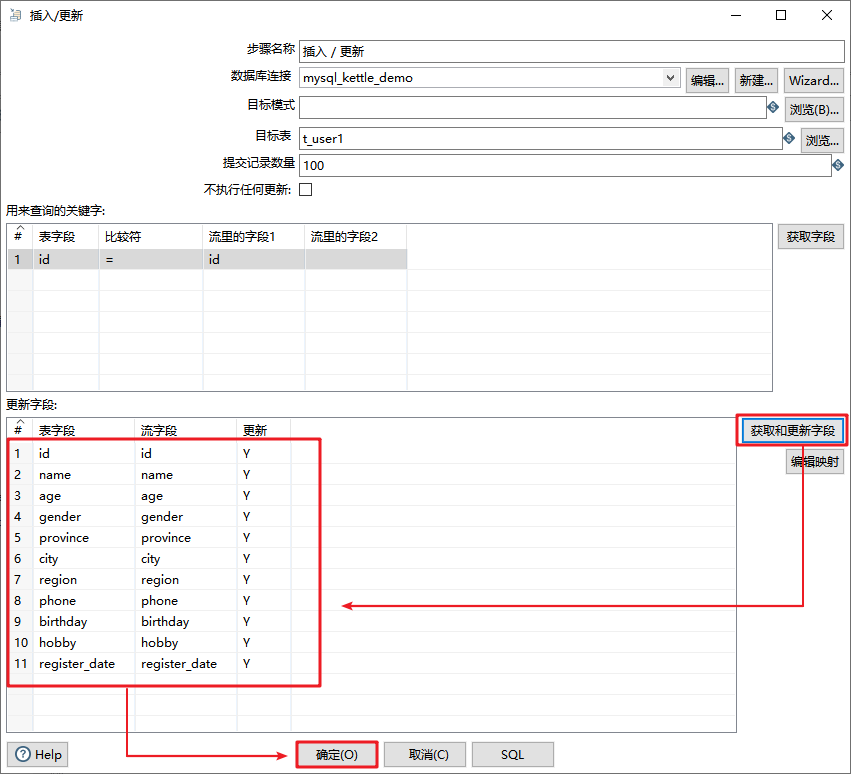 插入/更新
步骤名称 插入 / 更新
数据库连接 mysql_kettle_demo 编辑... 新建... Wizard...
目标模式 浏览(B)...
目标表 t_user1 浏览...
提交记录数量 100
不执行任何更新:
用来查询的关键字:
# 表字段 比较符 流里的字段1 流里的字段2 获取字段
1 id = id
更新字段:
# 表字段 流字段 更新 获取和更新字段
1 id id Y
编辑映射
2 name name Y
3 age age Y
4 gender gender Y
5 province province Y
6 city city Y
7 region region Y
8 phone phone Y
9 birthday birthday Y
10 hobby hobby Y
11 register_date register_date Y
Help 确定(O) 取消(C) SQL